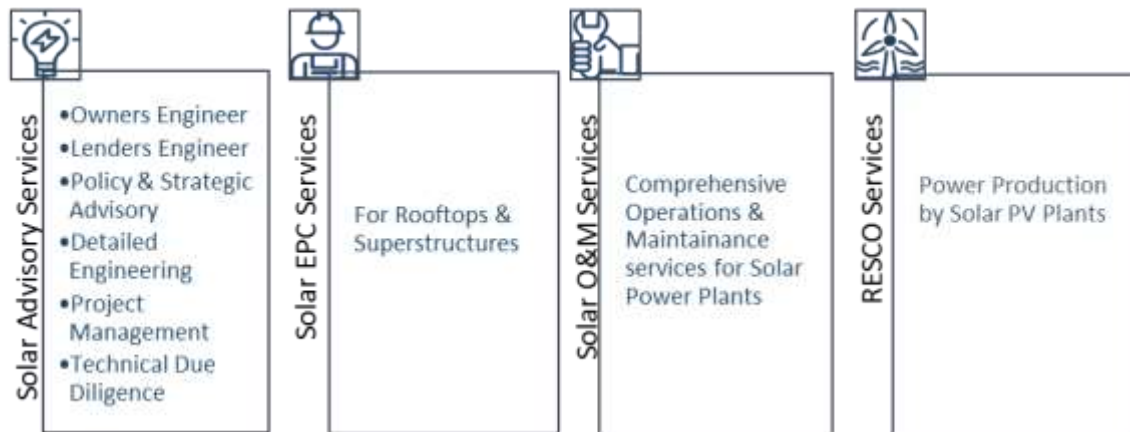 Solar Advisory Services
•Owners Engineer
•Lenders Engineer
•Policy & Strategic
Advisory
•Detailed
Engineering
•Project
Management
•Technical Due
Diligence
Solar EPC Services
For Rooftops &
Superstructures
Solar O&M Services
Comprehensive
Operations &
Maintainance
services for Solar
Power Plants
RESCO Services
Power Production
by Solar PV Plants